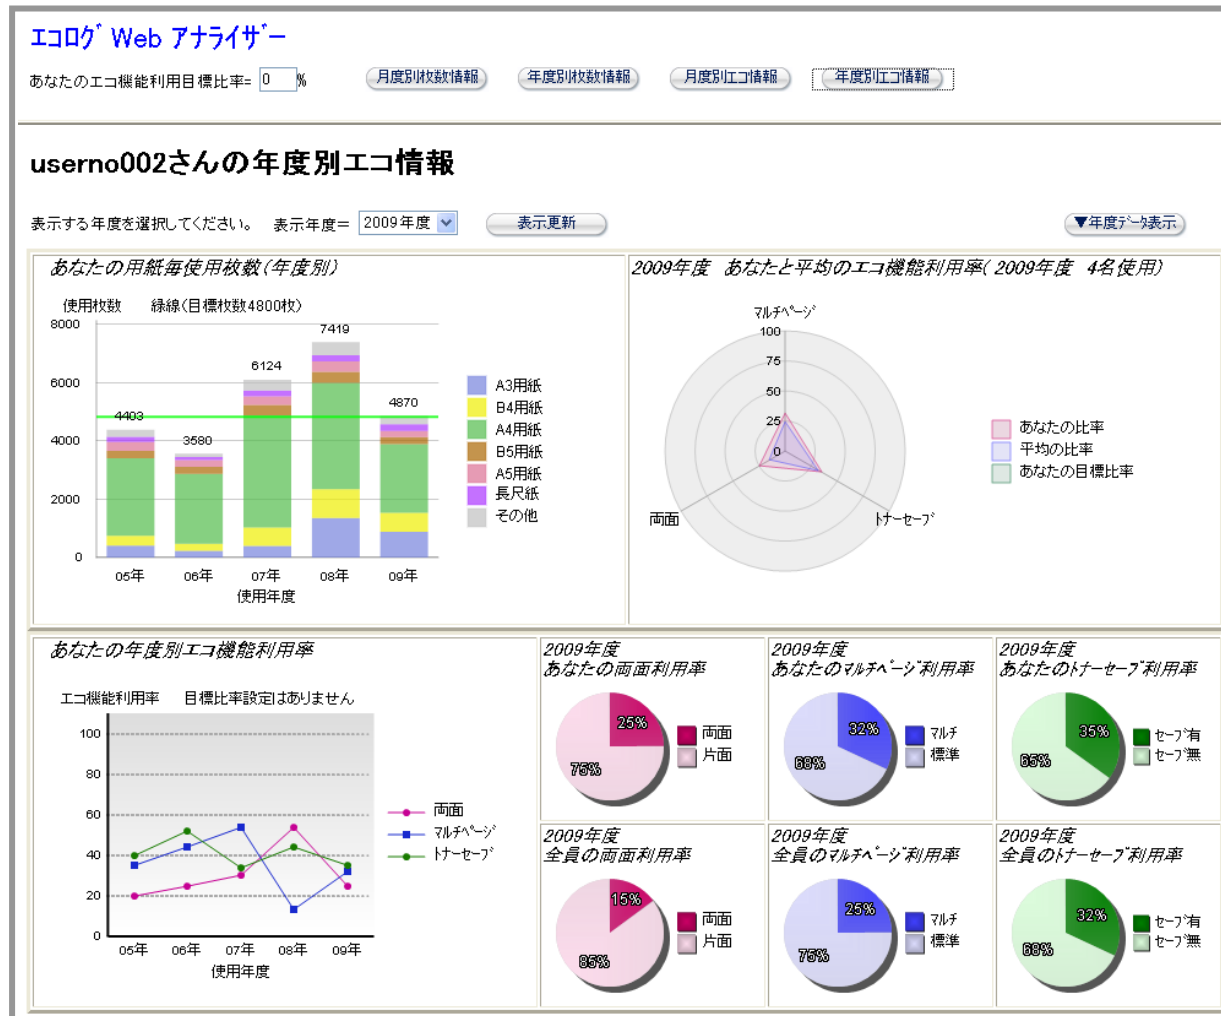 エコログ Web アナライザー
あなたのエコ機能利用目標比率= 0 %
月度別枚数情報
年度別枚数情報
月度別エコ情報
年度別エコ情報
userno002さんの年度別エコ情報
表示する年度を選択してください。 表示年度＝ 2009年度
表示更新
▼年度データ表示
あなたの用紙毎使用枚数(年度別)
使用枚数 緑線(目標枚数4800枚)
8000
6000
4000
2000
0
4403
3580
6124
7419
4870
05年
06年
07年
08年
09年
使用年度
A3用紙
B4用紙
A4用紙
B5用紙
A5用紙
長尺紙
その他
2009年度 あなたと平均のエコ機能利用率(2009年度 4名使用)
マルチページ
100
75
50
25
0
両面
トナーセーブ
あなたの比率
平均の比率
あなたの目標比率
あなたの年度別エコ機能利用率
エコ機能利用率 目標比率設定はありません
100
80
60
40
20
0
05年
06年
07年
08年
09年
使用年度
両面
マルチページ
トナーセーブ
2009年度
あなたの両面利用率
25%
75%
両面
片面
2009年度
あなたのマルチページ利用率
32%
68%
マルチ
標準
2009年度
あなたのトナーセーブ利用率
35%
65%
セーブ有
セーブ無
2009年度
全員の両面利用率
15%
85%
両面
片面
2009年度
全員のマルチページ利用率
25%
75%
マルチ
標準
2009年度
全員のトナーセーブ利用率
32%
68%
セーブ有
セーブ無